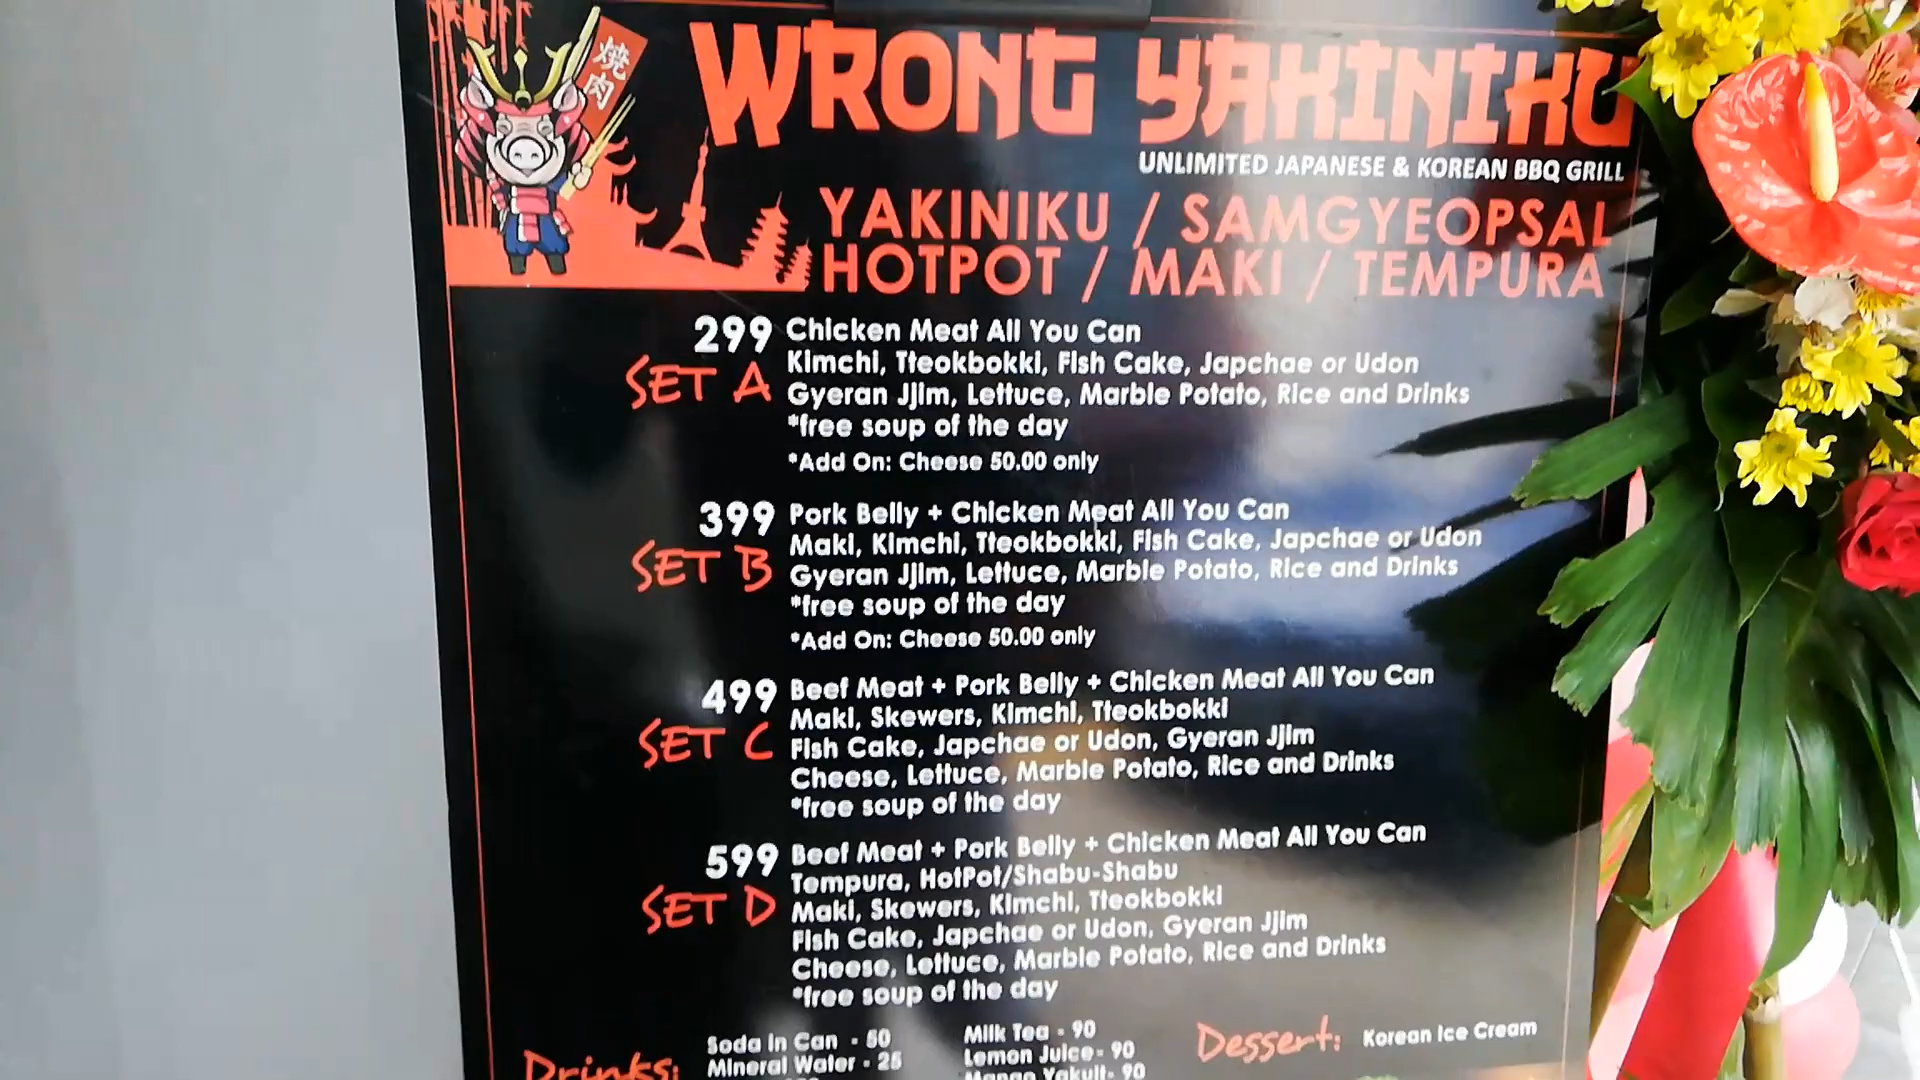 焼肉
WRONG YAKINIKU
UNLIMITED JAPANESE & KOREAN BBQ GRILL
YAKINIKU / SAMGYEOPSAL
HOTPOT / MAKI / TEMPURA
299 Chicken Meat All You Can
SET A Kimchi, Tteokbokki, Fish Cake, Japchae or Udon
Gyeran Jjim, Lettuce, Marble Potato, Rice and Drinks
*free soup of the day
*Add On: Cheese 50.00 only
399 Pork Belly + Chicken Meat All You Can
SET B Maki, Kimchi, Tteokbokki, Fish Cake, Japchae or Udon
Gyeran Jjim, Lettuce, Marble Potato, Rice and Drinks
*free soup of the day
*Add On: Cheese 50.00 only
499 Beef Meat + Pork Belly + Chicken Meat All You Can
Maki, Skewers, Kimchi, Tteokbokki
SET C Fish Cake, Japchae or Udon, Gyeran Jjim
Cheese, Lettuce, Marble Potato, Rice and Drinks
*free soup of the day
599 Beef Meat + Pork Belly + Chicken Meat All You Can
Tempura, HotPot/Shabu-Shabu
SET D Maki, Skewers, Kimchi, Tteokbokki
Fish Cake, Japchae or Udon, Gyeran Jjim
Cheese, Lettuce, Marble Potato, Rice and Drinks
*free soup of the day
Drinks:
Soda in Can - 50
Mineral Water - 25
Milk Tea - 90
Lemon Juice- 90
Mango Yakult- 90
Dessert: Korean Ice Cream